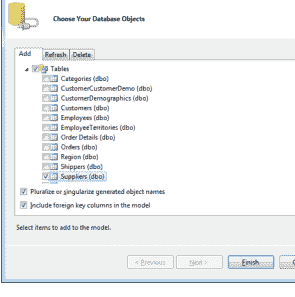 Choose Your Database Objects
Add Refresh Delete
Tables
Categories (dbo)
CustomerCustomerDemo (dbo)
CustomerDemographics (dbo)
Customers (dbo)
Employees (dbo)
EmployeeTerritories (dbo)
Order Details (dbo)
Orders (dbo)
Region (dbo)
Shippers (dbo)
Suppliers (dbo)
Pluralize or singularize generated object names
Include foreign key columns in the model
Select items to add to the model.
< Previous Next > Finish